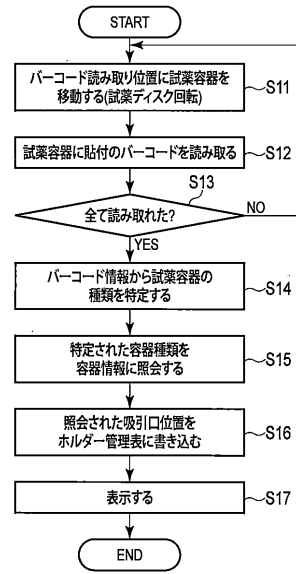 START
バーコード読み取り位置に試薬容器を
移動する(試薬ディスク回転)
S11
試薬容器に貼付のバーコードを読み取る
S12
S13
全て読み取れた?
NO
YES
バーコード情報から試薬容器の
種類を特定する
S14
特定された容器種類を
容器情報に照会する
S15
照会された吸引口位置を
ホルダー管理表に書き込む
S16
表示する
S17
END